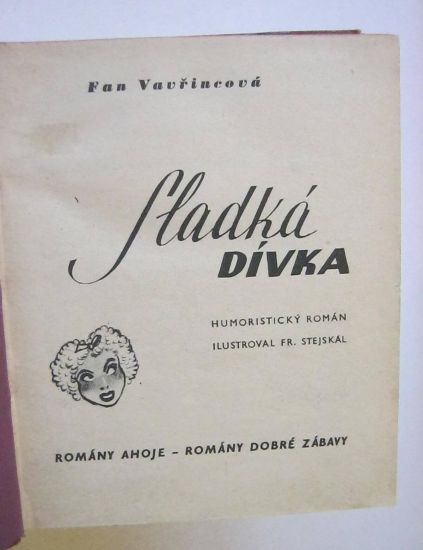 Fan Vavřincová
Sladká
DÍVKA
HUMORISTICKÝ ROMÁN
ILUSTROVAL FR. STEJSKAL
ROMÁNY AHOJE – ROMÁNY DOBRÉ ZÁBAVY